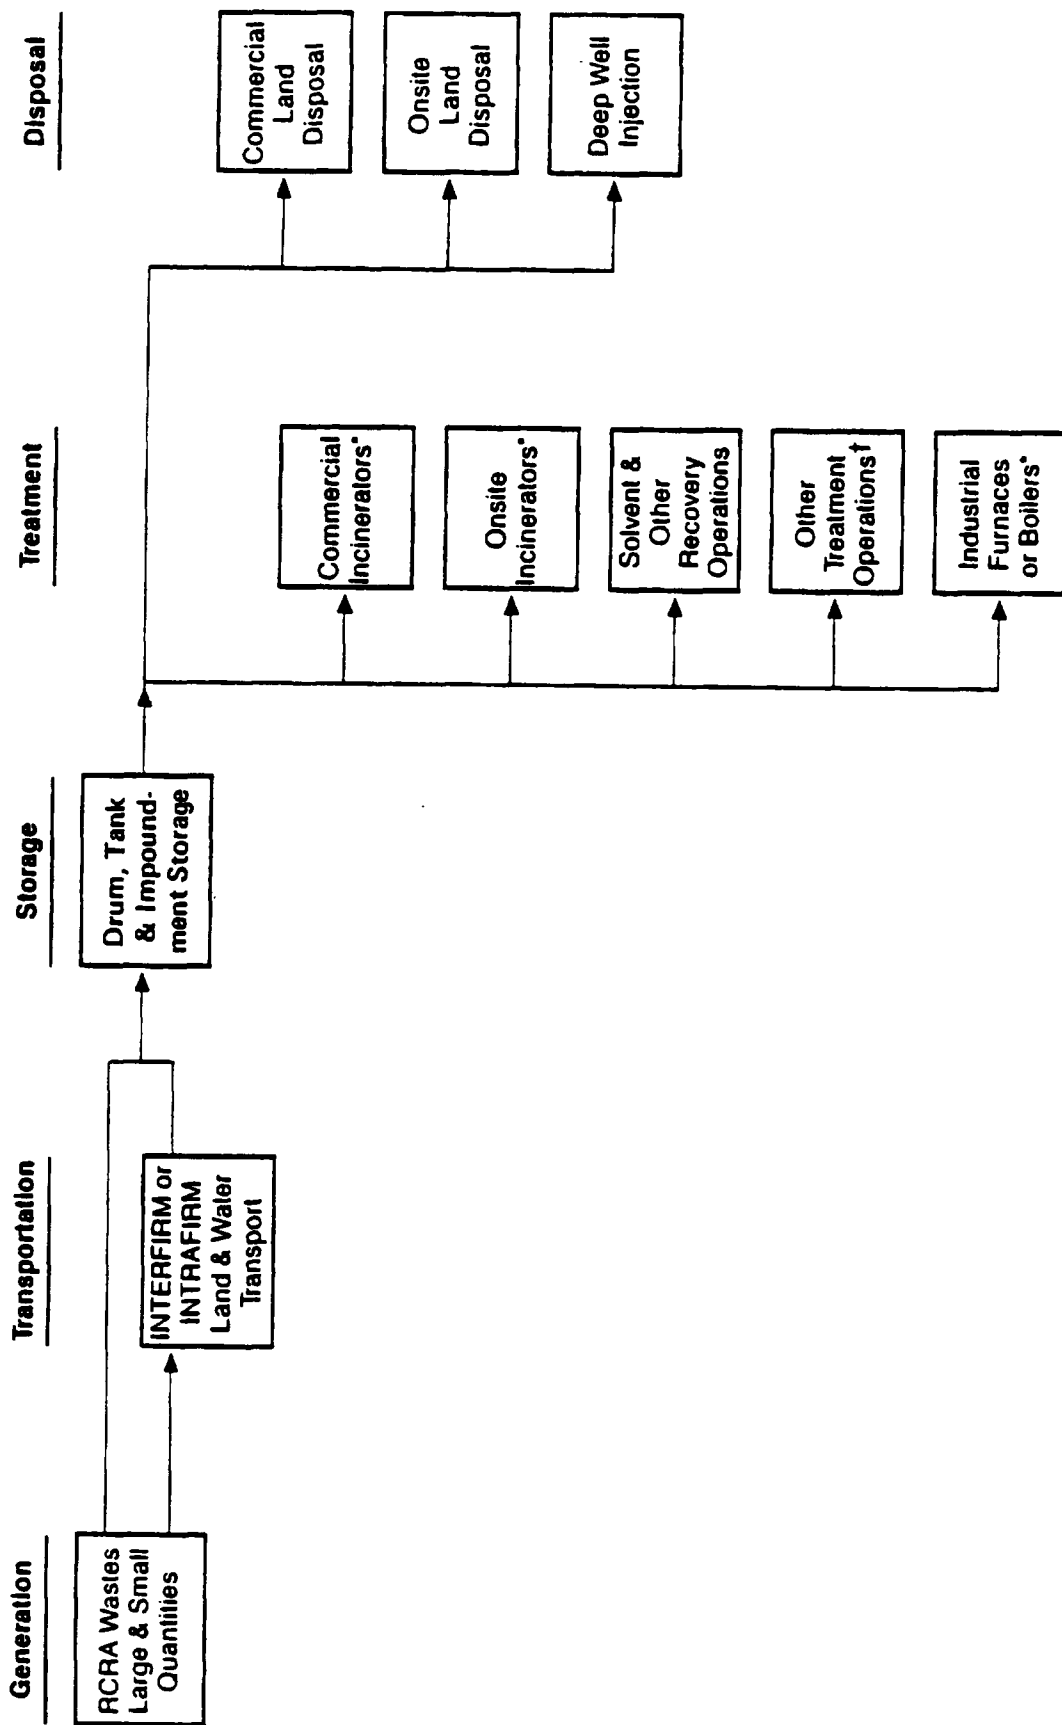 Generation
RCRA Wastes
Large & Small
Quantities
Transportation
INTERFIRM or
INTRAFIRM
Land & Water
Transport
Storage
Drum, Tank
& Impound-
ment Storage
Treatment
Commercial
Incinerators*
Onsite
Incinerators*
Solvent &
Other
Recovery
Operations
Other
Treatment
Operations†
Industrial
Furnaces
or Boilers*
Disposal
Commercial
Land
Disposal
Onsite
Land
Disposal
Deep Well
Injection